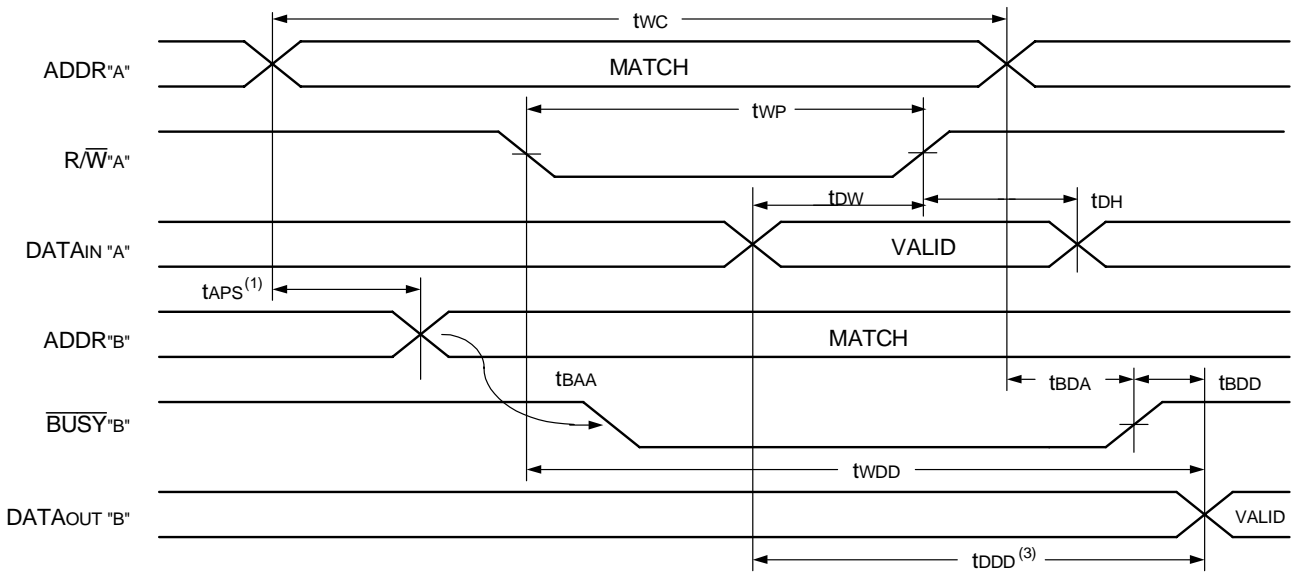 tWC
ADDR"A"
MATCH
tWP
R/W̅"A"
tDW
tDH
DATAIN "A"
VALID
tAPS(1)
ADDR"B"
MATCH
tBAA
tBDA
tBDD
B̅U̅S̅Y̅"B"
tWDD
DATAOUT "B"
VALID
tDDD(3)